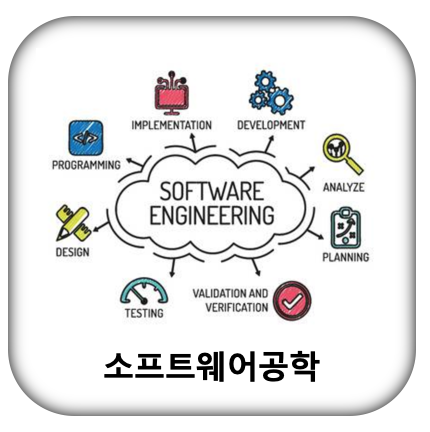 IMPLEMENTATION
DEVELOPMENT
PROGRAMMING
ANALYZE
SOFTWARE
ENGINEERING
DESIGN
PLANNING
TESTING
VALIDATION AND
VERIFICATION
소프트웨어공학